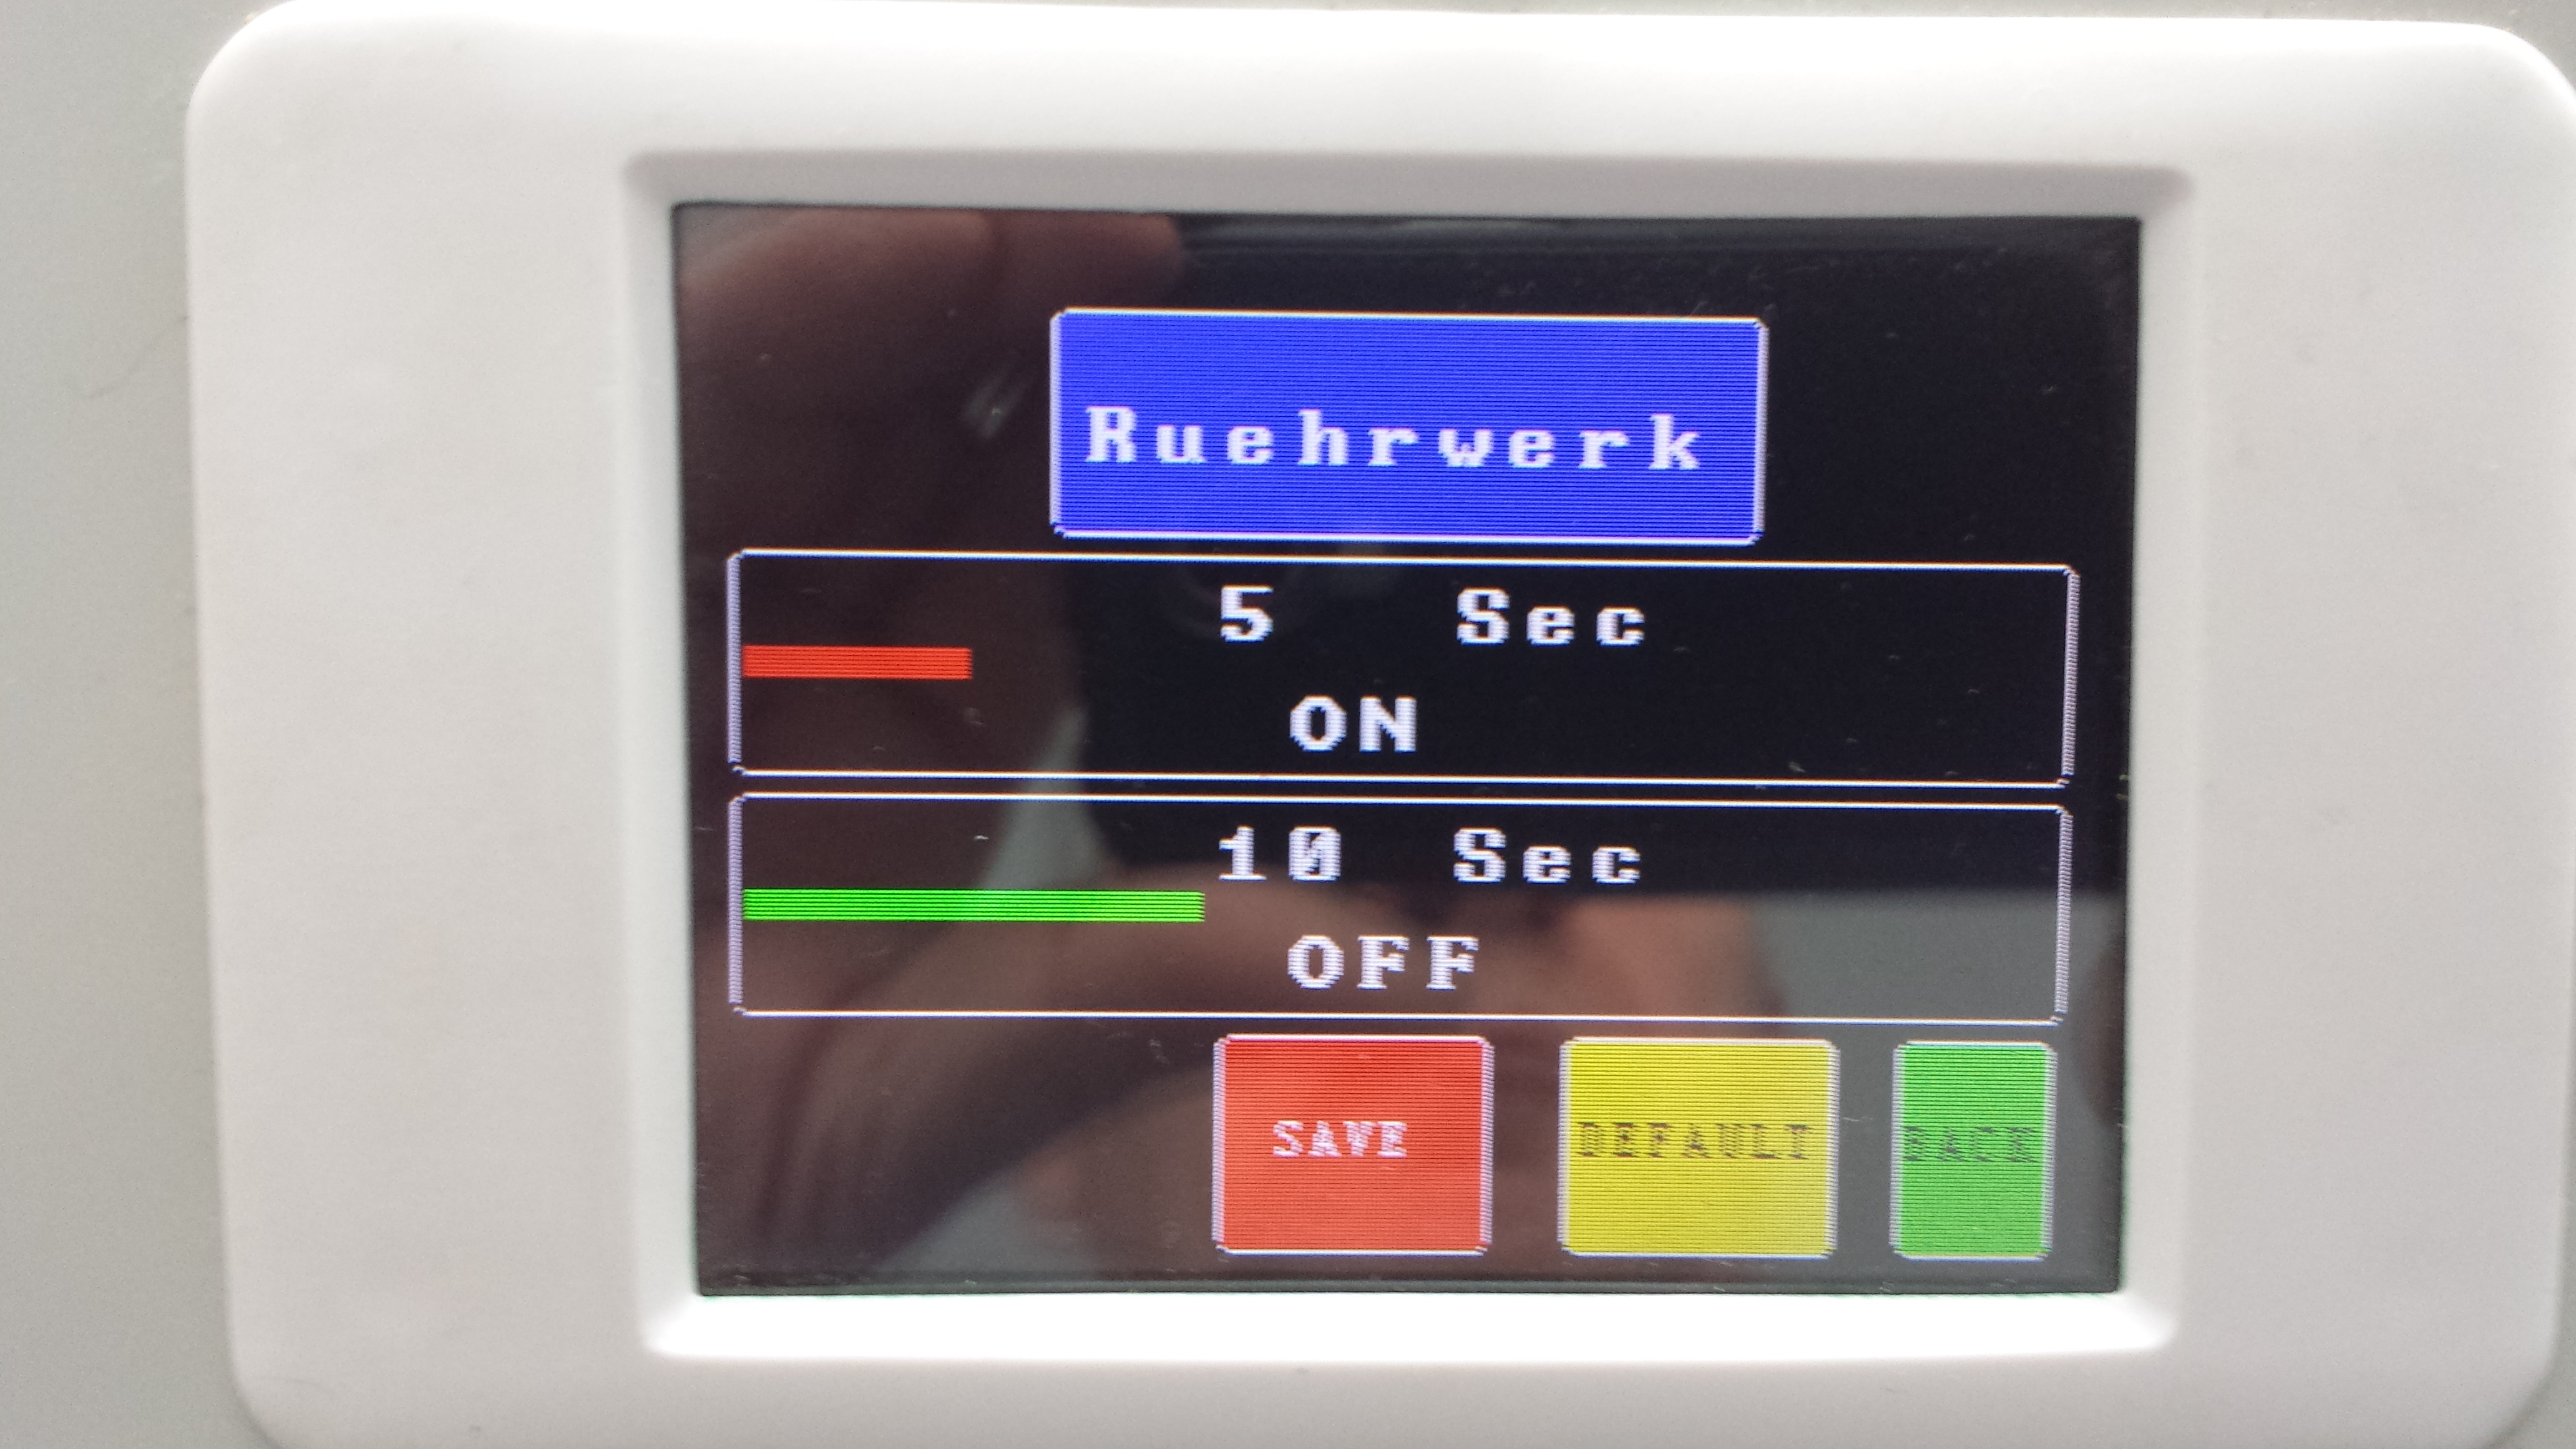 Ruehrwerk
5 Sec
ON
10 Sec
OFF
SAVE DEFAULT BACK